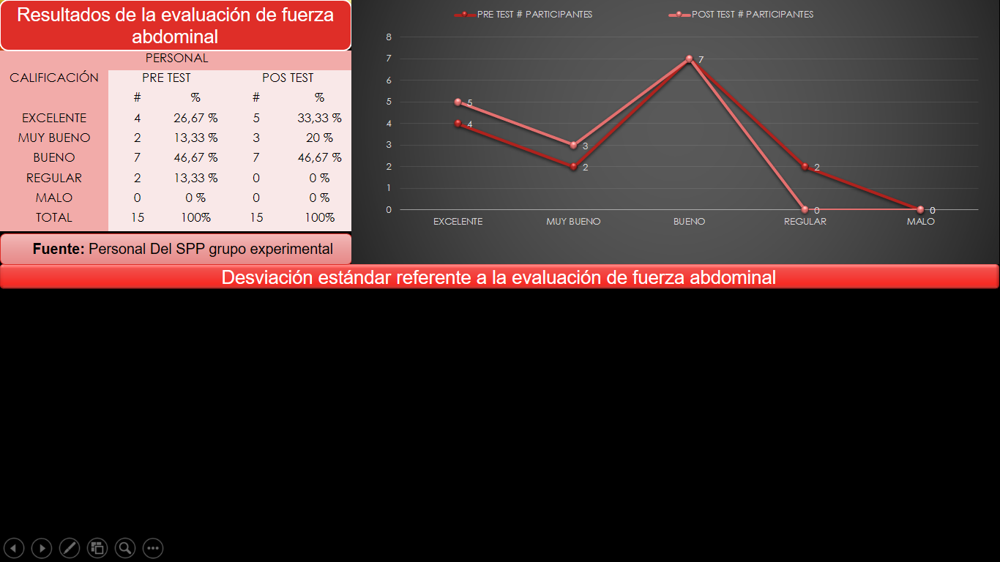 Resultados de la evaluación de fuerza
abdominal
PERSONAL
CALIFICACIÓN PRE TEST POS TEST
# % # %
EXCELENTE 4 26,67 % 5 33,33 %
MUY BUENO 2 13,33 % 3 20 %
BUENO 7 46,67 % 7 46,67 %
REGULAR 2 13,33 % 0 0 %
MALO 0 0 % 0 0 %
TOTAL 15 100% 15 100%
Fuente: Personal Del SPP grupo experimental
PRE TEST # PARTICIPANTES POST TEST # PARTICIPANTES
8
7
6
5
4
3
2
1
0
5
4
3
2
7
2
0
0
EXCELENTE MUY BUENO BUENO REGULAR MALO
Desviación estándar referente a la evaluación de fuerza abdominal